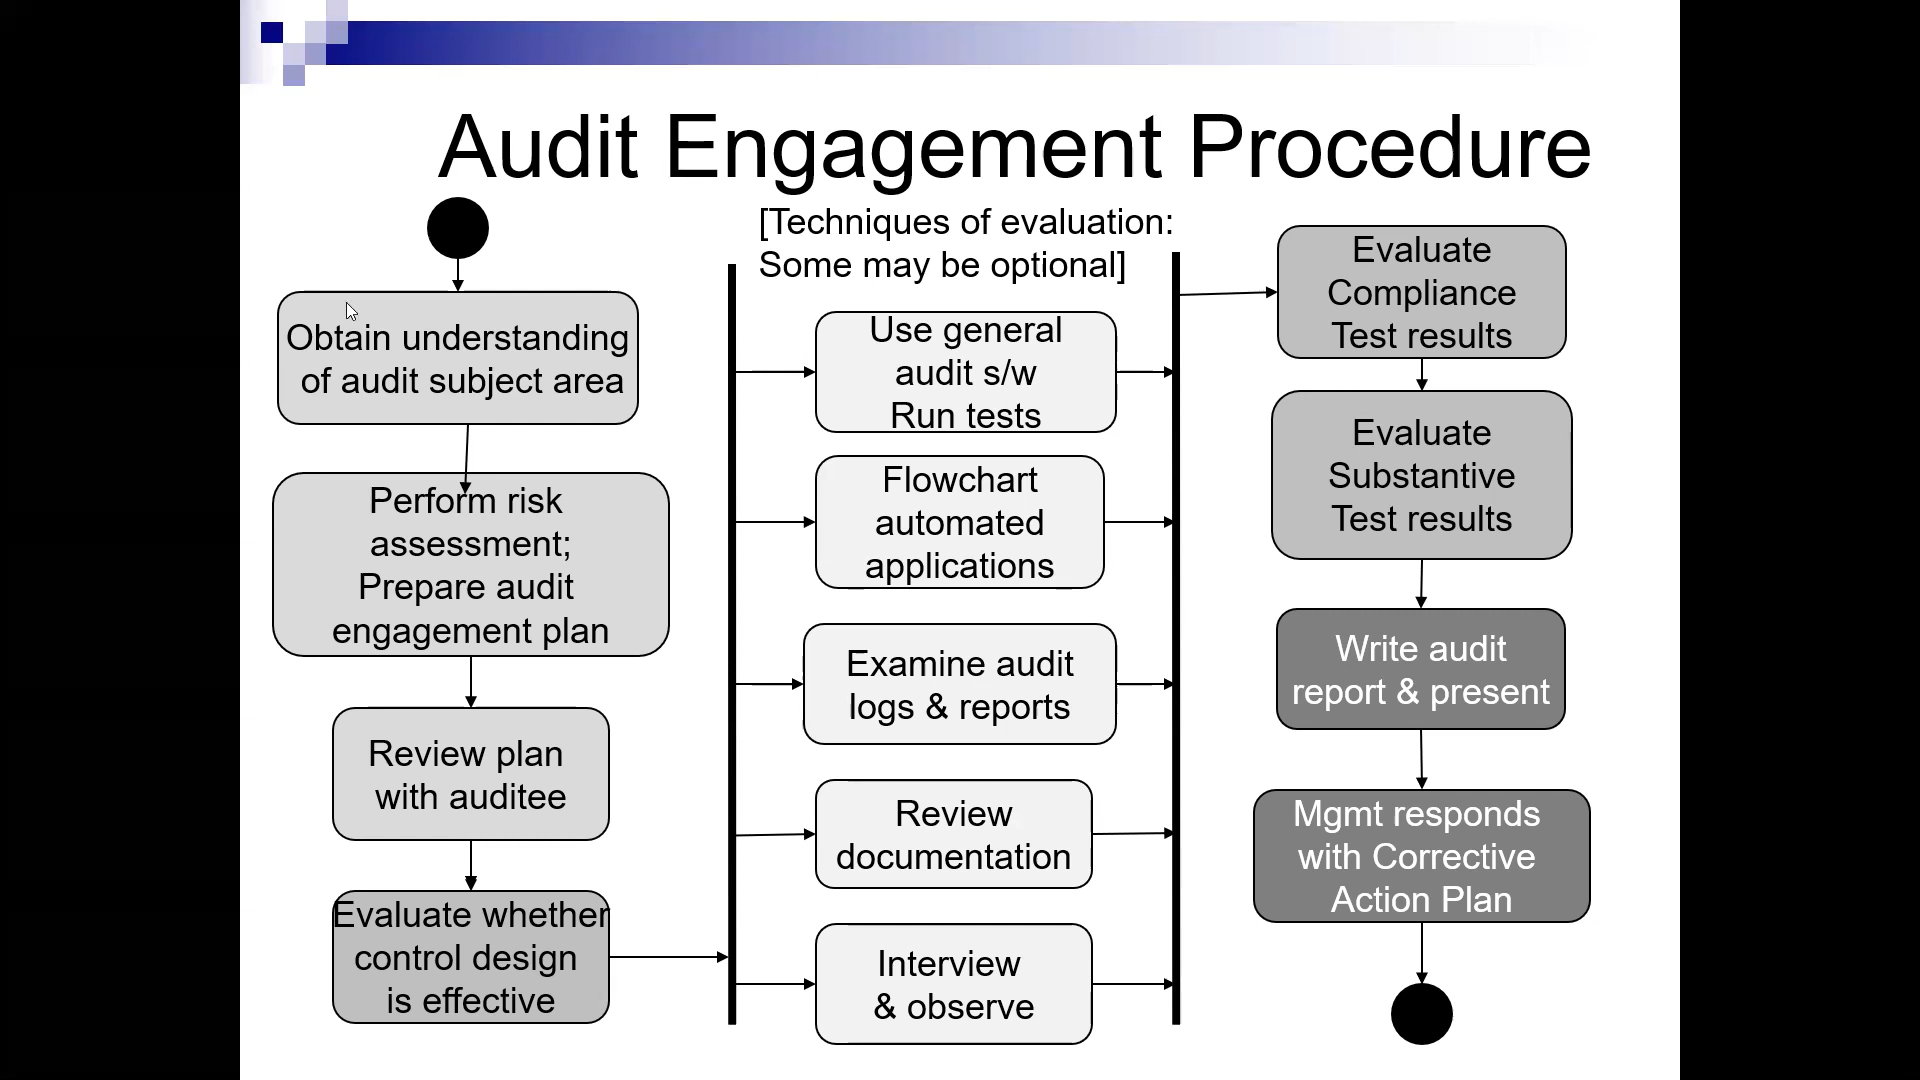 Audit Engagement Procedure
Obtain understanding
of audit subject area
Perform risk
assessment;
Prepare audit
engagement plan
Review plan
with auditee
Evaluate whether
control design
is effective
[Techniques of evaluation:
Some may be optional]
Use general
audit s/w
Run tests
Flowchart
automated
applications
Examine audit
logs & reports
Review
documentation
Interview
& observe
Evaluate
Compliance
Test results
Evaluate
Substantive
Test results
Write audit
report & present
Mgmt responds
with Corrective
Action Plan